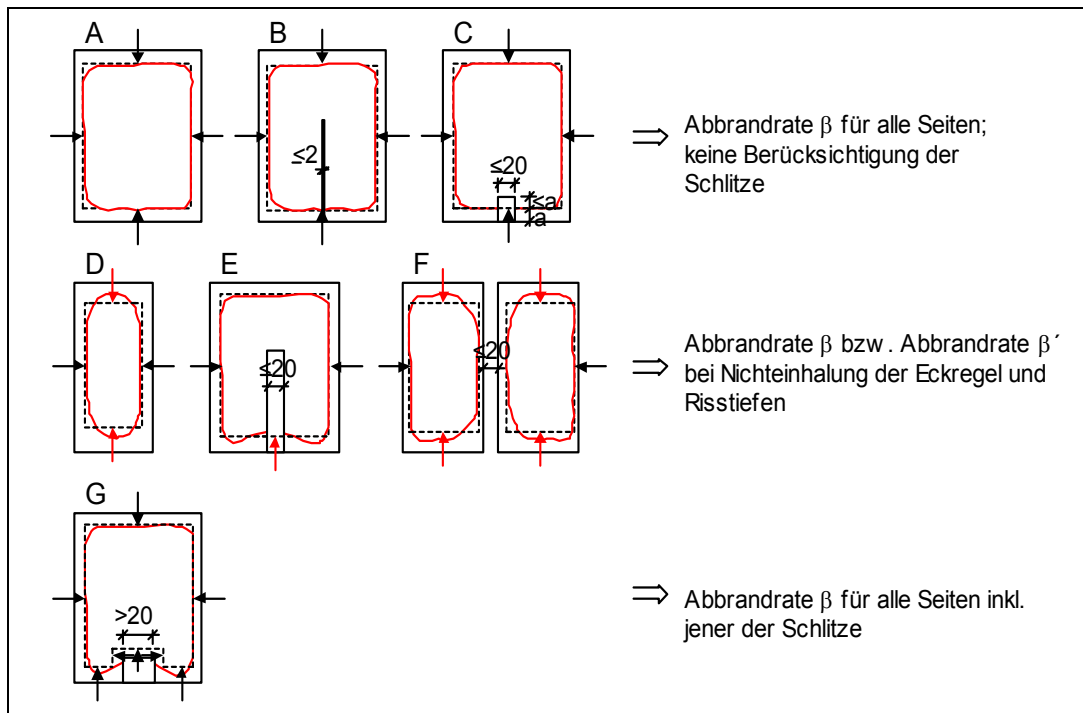 A
B
C
≤2
≤20
≤a
a
⇒ Abbrandrate β für alle Seiten;
keine Berücksichtigung der
Schlitze
D
E
F
≤20
≤20
⇒ Abbrandrate β bzw. Abbrandrate β´
bei Nichteinhaltung der Eckregel und
Risstiefen
G
>20
⇒ Abbrandrate β für alle Seiten inkl.
jener der Schlitze